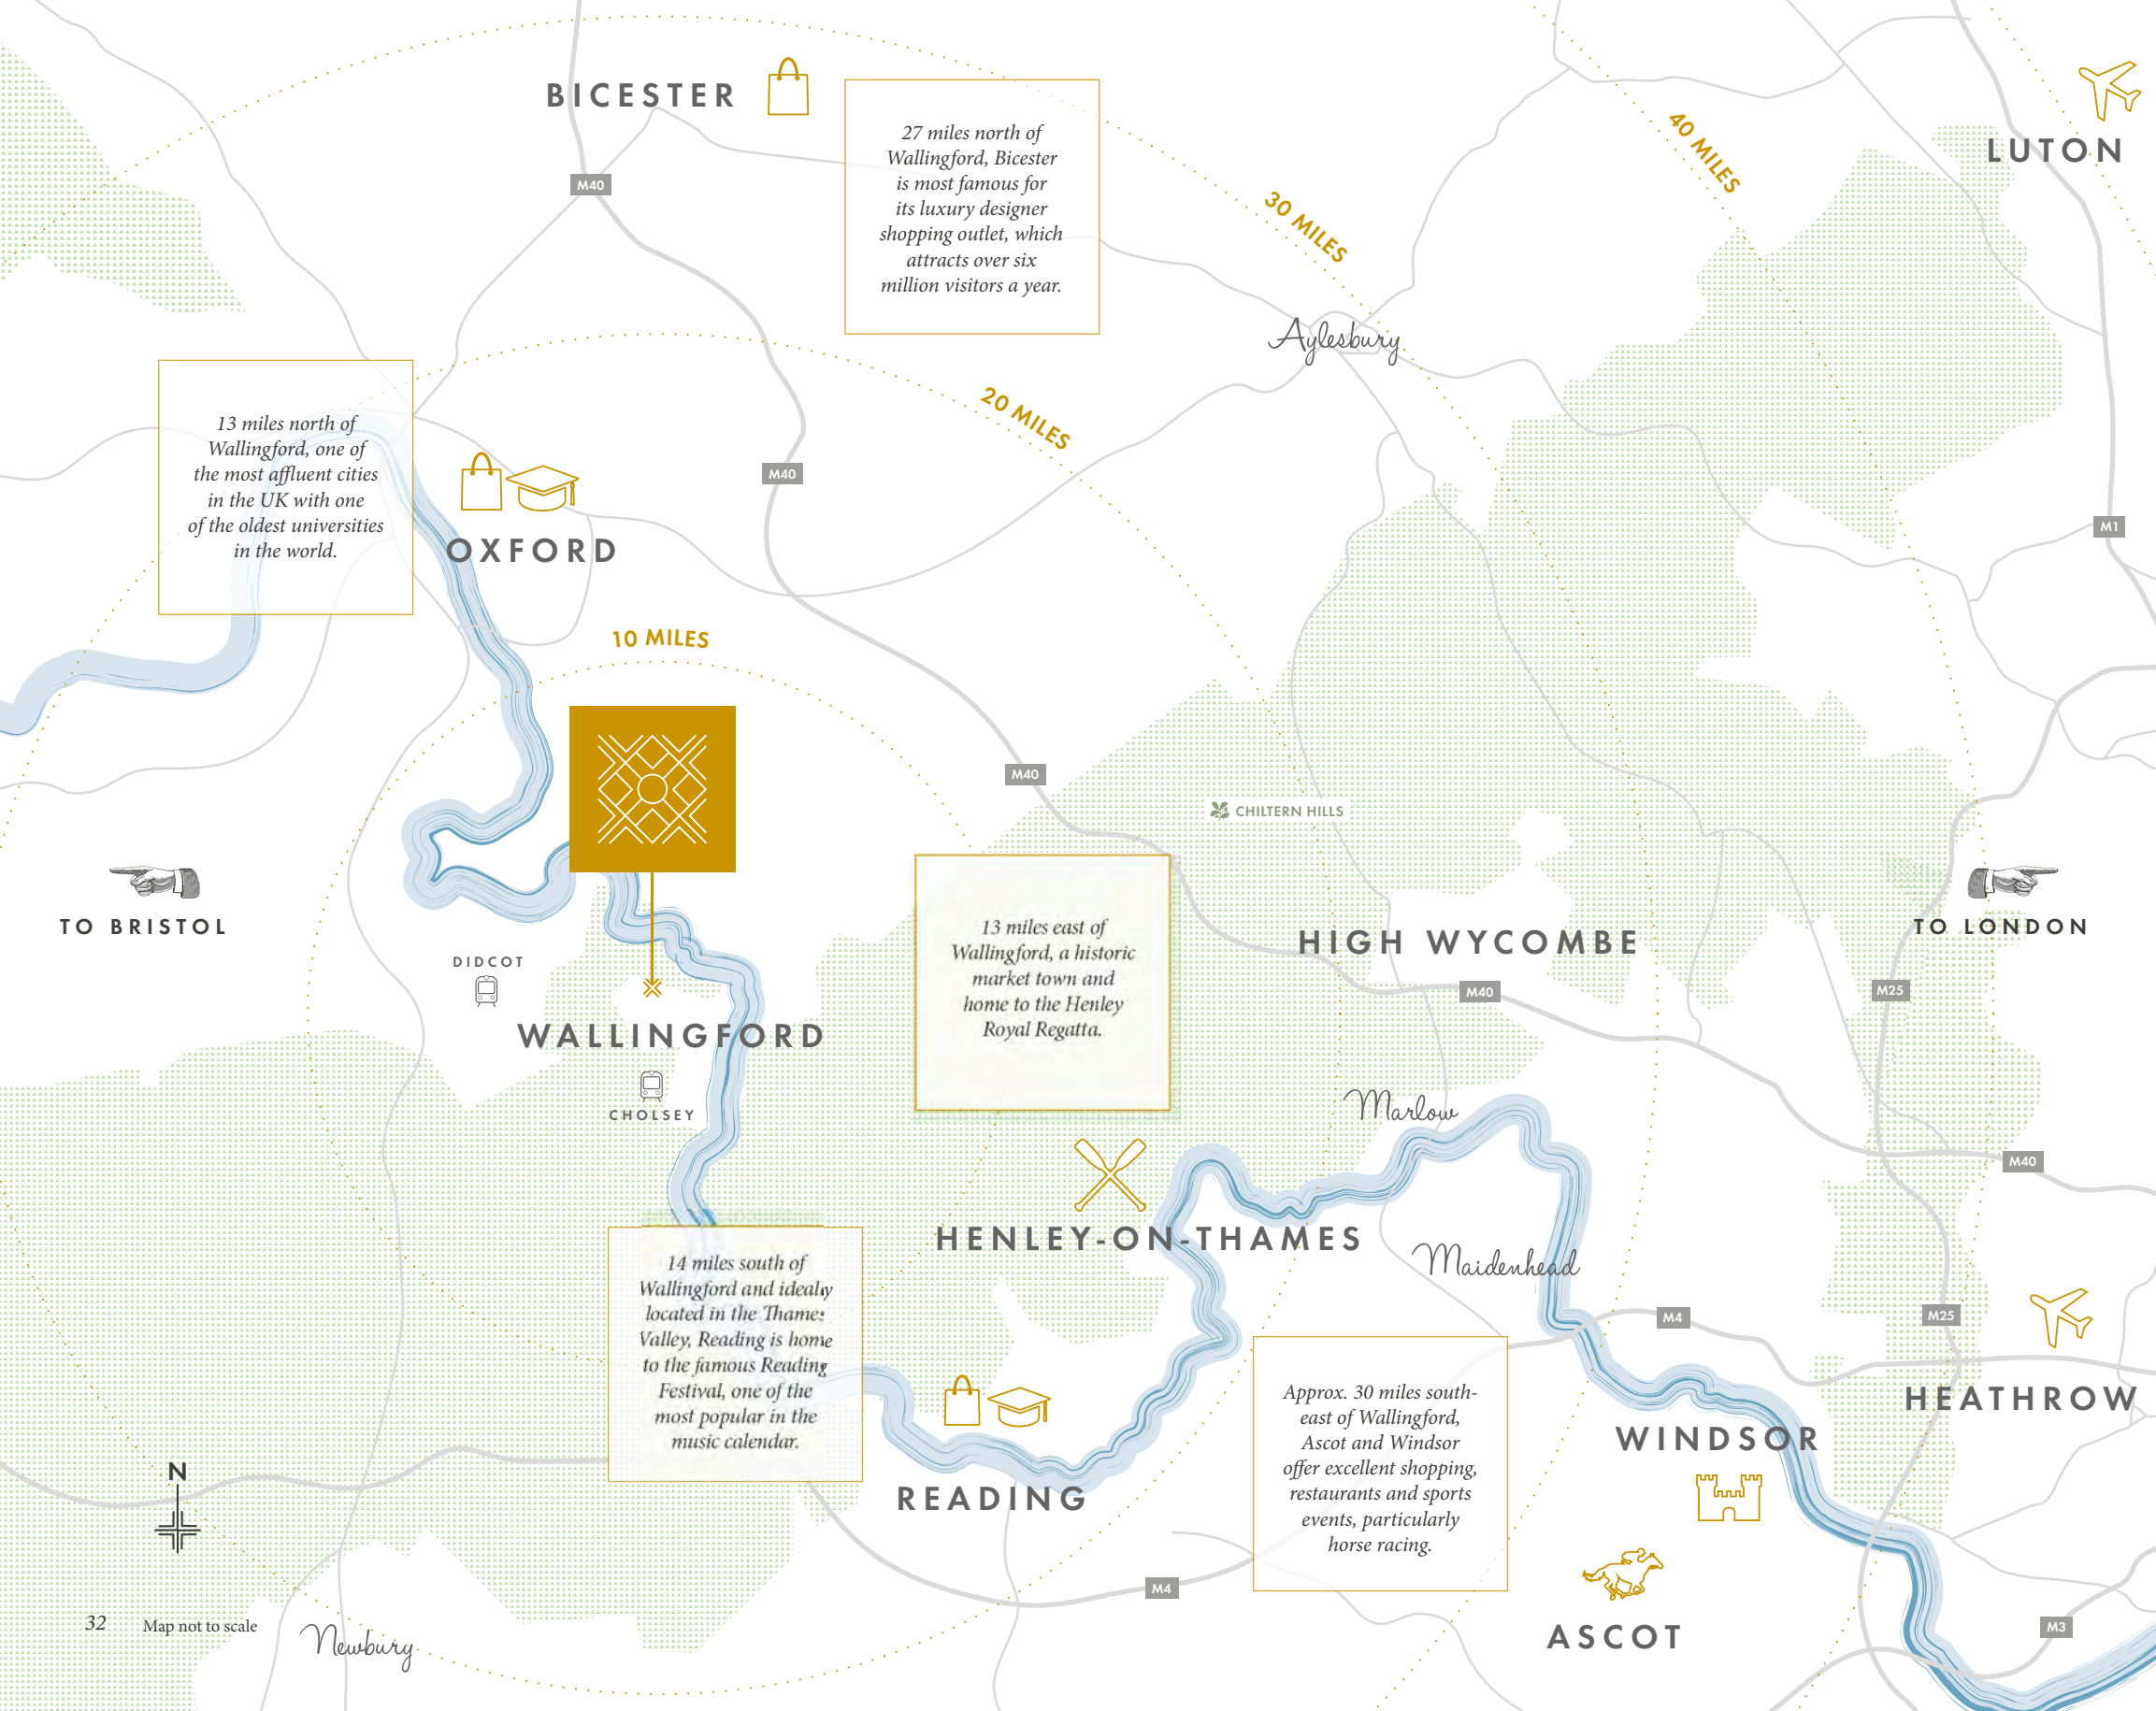 BICESTER
27 miles north of
Wallingford, Bicester
is most famous for
its luxury designer
shopping outlet, which
attracts over six
million visitors a year.
40 MILES
LUTON
M40
30 MILES
Aylesbury
20 MILES
13 miles north of
Wallingford, one of
the most affluent cities
in the UK with one
of the oldest universities
in the world.
M40
M1
OXFORD
10 MILES
M40
CHILTERN HILLS
TO BRISTOL
TO LONDON
13 miles east of
Wallingford, a historic
market town and
home to the Henley
Royal Regatta.
HIGH WYCOMBE
DIDCOT
M40
M25
WALLINGFORD
CHOLSEY
Marlow
M40
HENLEY-ON-THAMES
Maidenhead
14 miles south of
Wallingford and idealy
located in the Thames
Valley, Reading is home
to the famous Reading
Festival, one of the
most popular in the
music calendar.
M4
M25
HEATHROW
Approx. 30 miles south-
east of Wallingford,
Ascot and Windsor
offer excellent shopping,
restaurants and sports
events, particularly
horse racing.
WINDSOR
N
READING
M4
ASCOT
M3
32
Map not to scale
Newbury